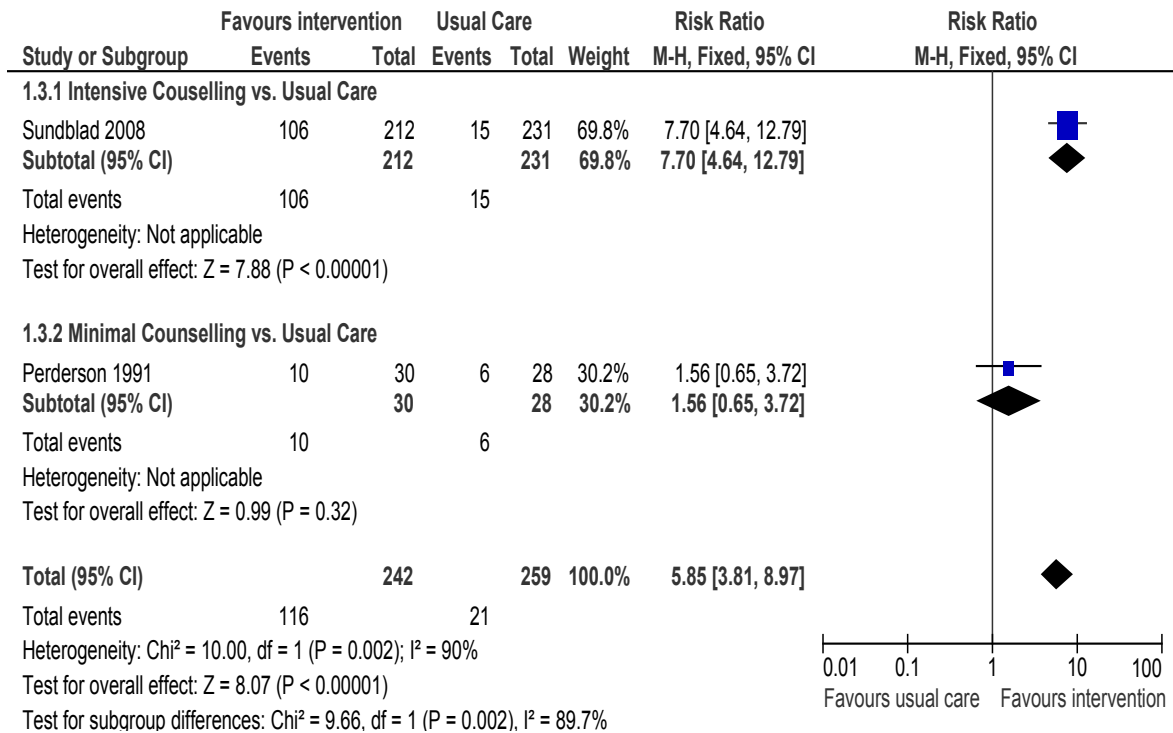 Favours intervention Usual Care Risk Ratio Risk Ratio
Study or Subgroup Events Total Events Total Weight M-H, Fixed, 95% CI M-H, Fixed, 95% CI
1.3.1 Intensive Couselling vs. Usual Care
Sundblad 2008 106 212 15 231 69.8% 7.70 [4.64, 12.79]
Subtotal (95% CI) 212 231 69.8% 7.70 [4.64, 12.79]
Total events 106 15
Heterogeneity: Not applicable
Test for overall effect: Z = 7.88 (P < 0.00001)
1.3.2 Minimal Counselling vs. Usual Care
Perderson 1991 10 30 6 28 30.2% 1.56 [0.65, 3.72]
Subtotal (95% CI) 30 28 30.2% 1.56 [0.65, 3.72]
Total events 10 6
Heterogeneity: Not applicable
Test for overall effect: Z = 0.99 (P = 0.32)
Total (95% CI) 242 259 100.0% 5.85 [3.81, 8.97]
Total events 116 21
Heterogeneity: Chi² = 10.00, df = 1 (P = 0.002); I² = 90%
Test for overall effect: Z = 8.07 (P < 0.00001)
Test for subgroup differences: Chi² = 9.66, df = 1 (P = 0.002), I² = 89.7%
0.01 0.1 1 10 100
Favours usual care Favours intervention